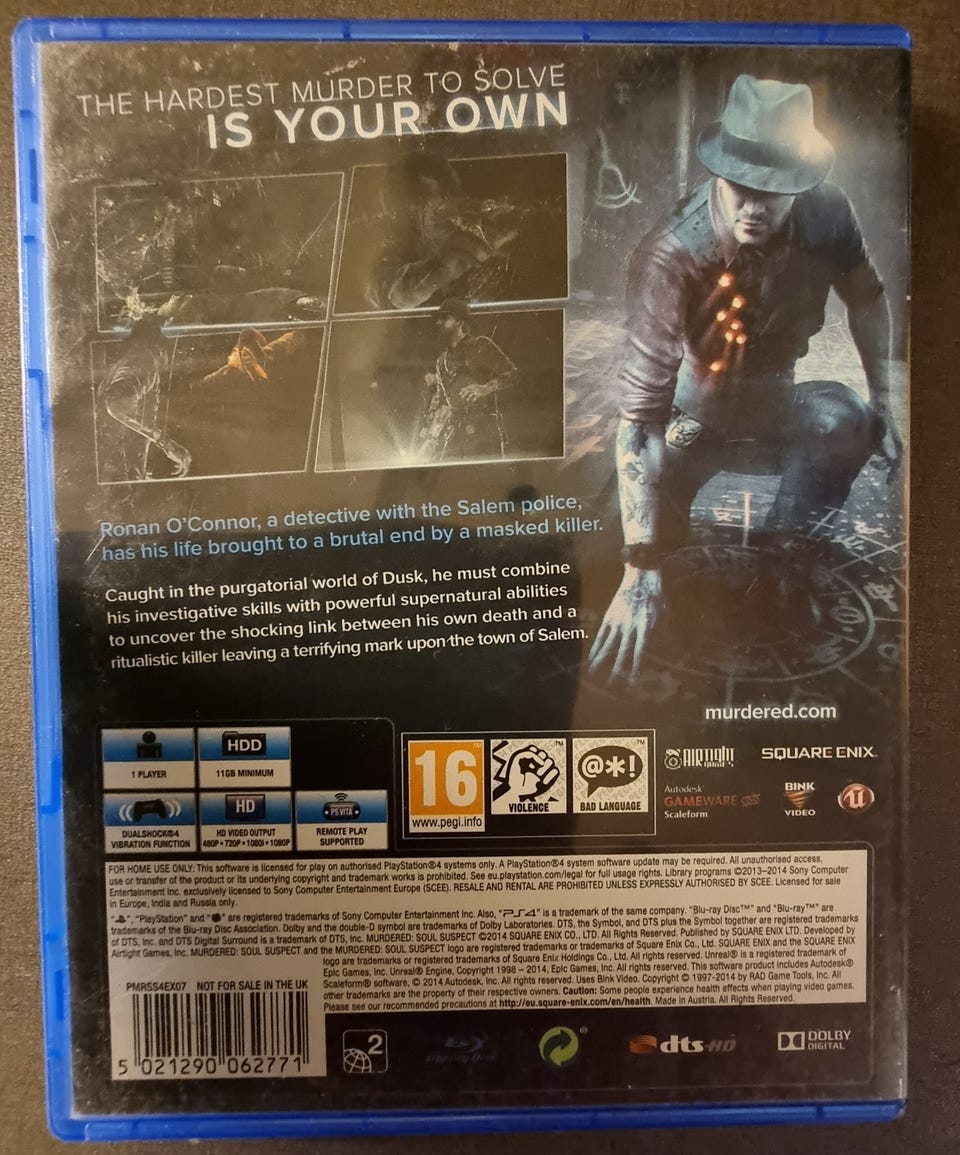 THE HARDEST MURDER TO SOLVE
IS YOUR OWN
Ronan O'Connor, a detective with the Salem police,
has his life brought to a brutal end by a masked killer.
Caught in the purgatorial world of Dusk, he must combine
his investigative skills with powerful supernatural abilities
to uncover the shocking link between his own death and a
ritualistic killer leaving a terrifying mark upon the town of Salem.
murdered.com
1 PLAYER
HDD
11GB MINIMUM
DUALSHOCK®4
VIBRATION FUNCTION
HD
HD VIDEO OUTPUT
480P•720P•1080i•1080P
PS VITA
REMOTE PLAY
SUPPORTED
16™
www.pegi.info
™
VIOLENCE
@*!™
BAD LANGUAGE
AIRTIGHT
GAMES
SQUARE ENIX.
Autodesk®
GAMEWARE
Scaleform
BINK
VIDEO
FOR HOME USE ONLY: This software is licensed for play on authorised PlayStation®4 systems only. A PlayStation®4 system software update may be required. All unauthorised access,
use or transfer of the product or its underlying copyright and trademark works is prohibited. See eu.playstation.com/legal for full usage rights. Library programs ©2013–2014 Sony Computer
Entertainment Inc. exclusively licensed to Sony Computer Entertainment Europe (SCEE). RESALE AND RENTAL ARE PROHIBITED UNLESS EXPRESSLY AUTHORISED BY SCEE. Licensed for sale
in Europe, India and Russia only.
"", "PlayStation" and "" are registered trademarks of Sony Computer Entertainment Inc. Also, "PS4" is a trademark of the same company. "Blu-ray Disc™" and "Blu-ray™" are
trademarks of the Blu-ray Disc Association. Dolby and the double-D symbol are trademarks of Dolby Laboratories. DTS, the Symbol, and DTS plus the Symbol together are registered trademarks
of DTS, Inc. and DTS Digital Surround is a trademark of DTS, Inc. MURDERED: SOUL SUSPECT ©2014 SQUARE ENIX CO., LTD. All Rights Reserved. Published by SQUARE ENIX LTD. Developed by
Airtight Games, Inc. MURDERED: SOUL SUSPECT and the MURDERED: SOUL SUSPECT logo are registered trademarks or trademarks of Square Enix Co., Ltd. SQUARE ENIX and the SQUARE ENIX
logo are trademarks or registered trademarks of Square Enix Holdings Co., Ltd. All rights reserved. Unreal® is a registered trademark of
Epic Games, Inc. Unreal® Engine, Copyright 1998 – 2014, Epic Games, Inc. All rights reserved. This software product includes Autodesk®
Scaleform® software, © 2014 Autodesk, Inc. All rights reserved. Uses Bink Video. Copyright © 1997-2014 by RAD Game Tools, Inc. All
other trademarks are the property of their respective owners. Caution: Some people experience health effects when playing video games.
Please see our recommended precautions at http://eu.square-enix.com/en/health. Made in Austria. All Rights Reserved.
PMRSS4EX07 NOT FOR SALE IN THE UK
5 021290 062771
2
Blu-ray Disc
®
dts-HD
DOLBY
DIGITAL